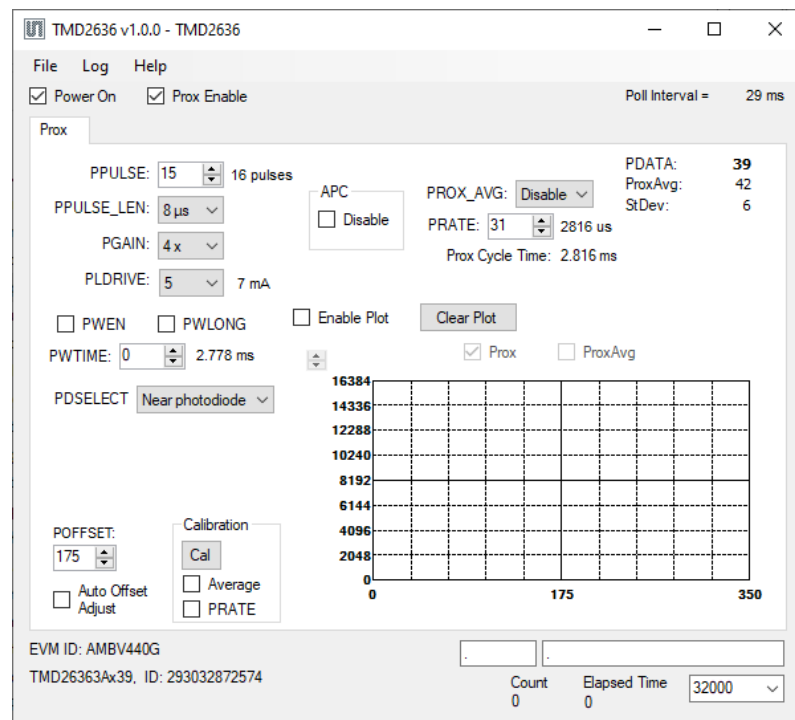 TMD2636 v1.0.0 - TMD2636
File Log Help
Power On Prox Enable Poll Interval = 29 ms
Prox
PPULSE: 15 16 pulses
PPULSE_LEN: 8 µs
PGAIN: 4 x
PLDRIVE: 5 7 mA
APC
Disable
PROX_AVG: Disable
PRATE: 31 2816 us
Prox Cycle Time: 2.816 ms
PDATA: 39
ProxAvg: 42
StDev: 6
PWEN PWLONG
PWTIME: 0 2.778 ms
PDSELECT Near photodiode
Enable Plot Clear Plot
Prox ProxAvg
16384
14336
12288
10240
8192
6144
4096
2048
0
0 175 350
POFFSET:
175
Auto Offset
Adjust
Calibration
Cal
Average
PRATE
EVM ID: AMBV440G
TMD26363Ax39, ID: 293032872574
. .
Count Elapsed Time 32000
0 0